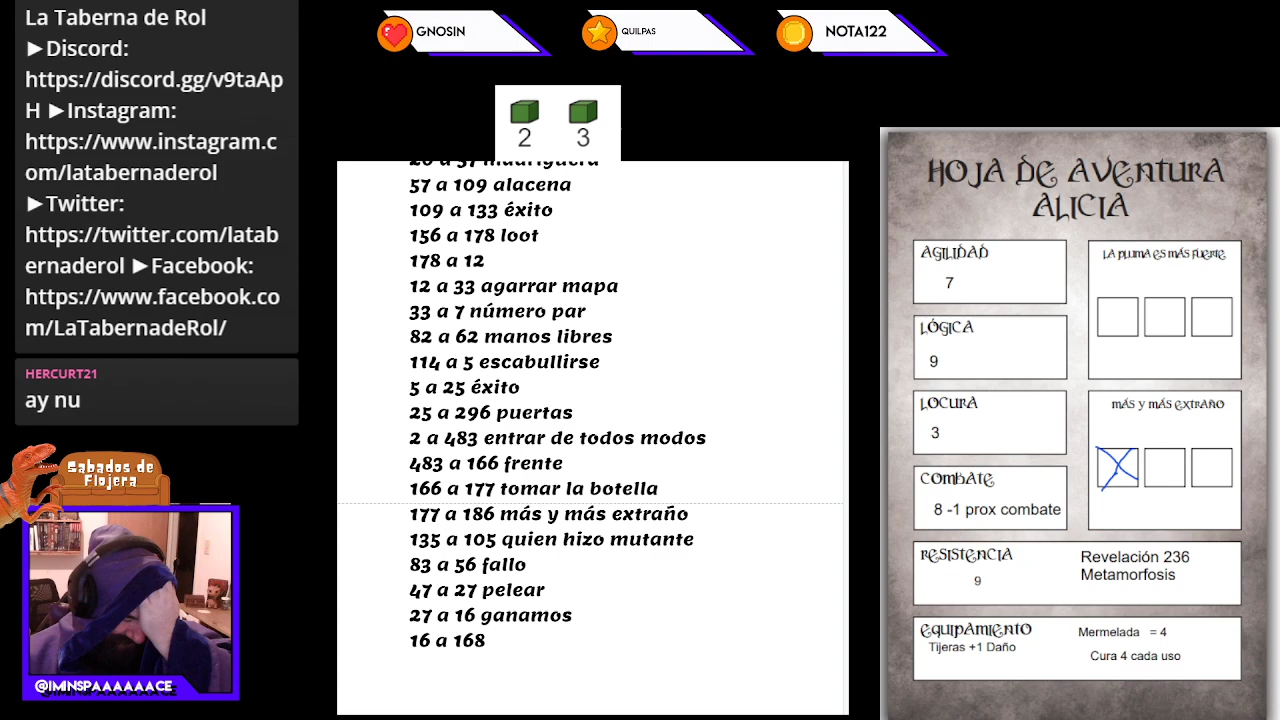 La Taberna de Rol
►Discord:
https://discord.gg/v9taAp
H ►Instagram:
https://www.instagram.c
om/latabernaderol
►Twitter:
https://twitter.com/latab
ernaderol ►Facebook:
https://www.facebook.co
m/LaTabernadeRol/
HERCURT21
ay nu
Sabados de
Flojera
@IMINSPAAAAAACE
GNOSIN
QUILPAS
NOTA122
2 3
57 a 109 alacena
109 a 133 éxito
156 a 178 loot
178 a 12
12 a 33 agarrar mapa
33 a 7 número par
82 a 62 manos libres
114 a 5 escabullirse
5 a 25 éxito
25 a 296 puertas
2 a 483 entrar de todos modos
483 a 166 frente
166 a 177 tomar la botella
177 a 186 más y más extraño
135 a 105 quien hizo mutante
83 a 56 fallo
47 a 27 pelear
27 a 16 ganamos
16 a 168
HOJA DE AVENTURA
ALICIA
AGILIDAD
7
LÓGICA
9
LOCURA
3
COMBATE
8 -1 prox combate
LA PLUMA ES MÁS FUERTE
MÁS Y MÁS EXTRAÑO
RESISTENCIA
9
Revelación 236
Metamorfosis
EQUIPAMIENTO
Tijeras +1 Daño
Mermelada = 4
Cura 4 cada uso